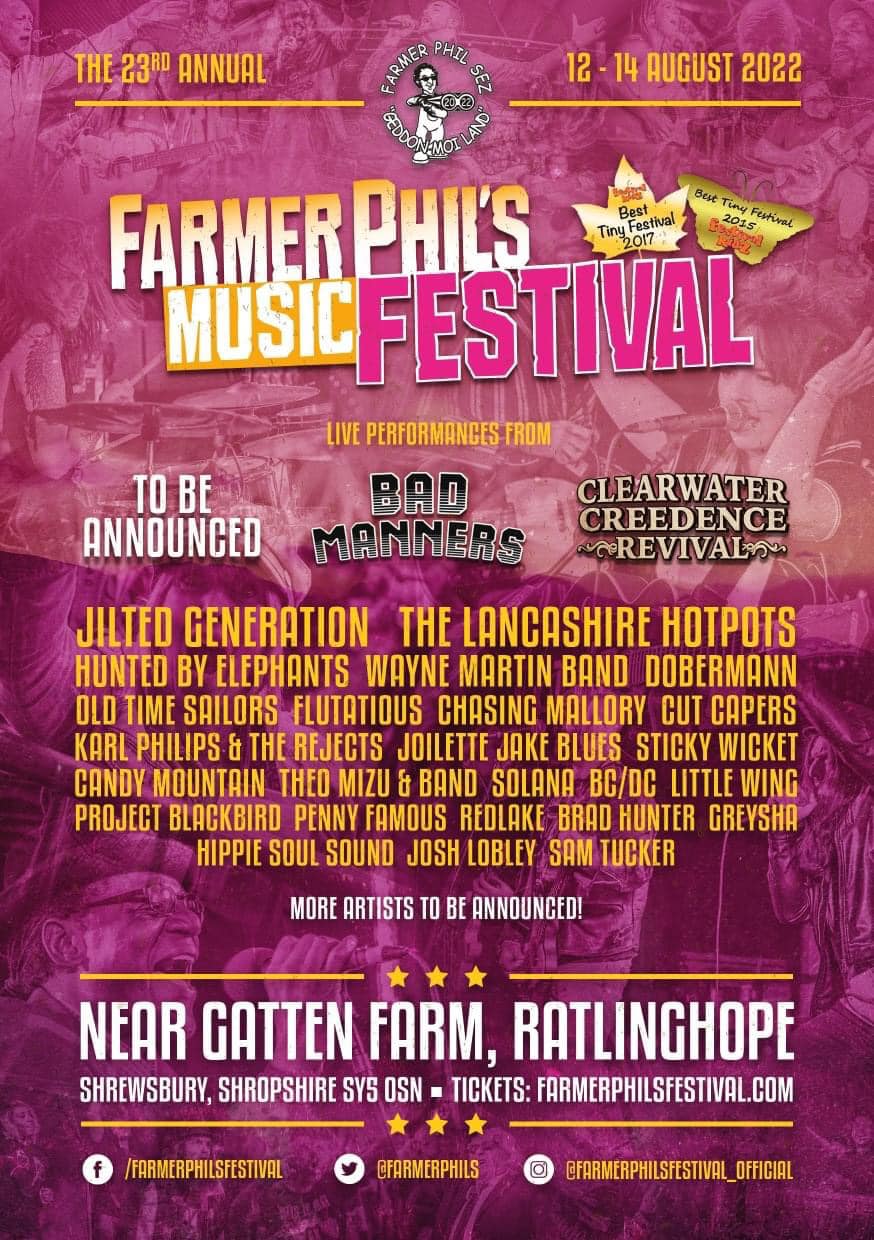 THE 23RD ANNUAL
FARMER PHIL SEZ
"GEDDON MOI LAND"
2022
12 - 14 AUGUST 2022
FARMER PHIL'S
MUSIC FESTIVAL
Festival Kidz
Best
Tiny Festival
2017
Best Tiny Festival
2015
Festival
Kidz
LIVE PERFORMANCES FROM
TO BE
ANNOUNCED
BAD
MANNERS
CLEARWATER
CREEDENCE
REVIVAL
JILTED GENERATION THE LANCASHIRE HOTPOTS
HUNTED BY ELEPHANTS WAYNE MARTIN BAND DOBERMANN
OLD TIME SAILORS FLUTATIOUS CHASING MALLORY CUT CAPERS
KARL PHILIPS & THE REJECTS JOILETTE JAKE BLUES STICKY WICKET
CANDY MOUNTAIN THEO MIZU & BAND SOLANA BC/DC LITTLE WING
PROJECT BLACKBIRD PENNY FAMOUS REDLAKE BRAD HUNTER GREYSHA
HIPPIE SOUL SOUND JOSH LOBLEY SAM TUCKER
MORE ARTISTS TO BE ANNOUNCED!
NEAR GATTEN FARM, RATLINGHOPE
SHREWSBURY, SHROPSHIRE SY5 0SN ▪ TICKETS: FARMERPHILSFESTIVAL.COM
/FARMERPHILSFESTIVAL @FARMERPHILS @FARMERPHILSFESTIVAL_OFFICIAL